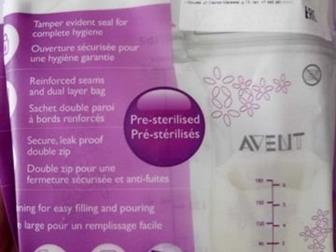 Tamper evident seal for
complete hygiene
Ouverture sécurisée pour
une hygiène garantie
Reinforced seams
and dual layer bag
Sachet double paroi
à bords renforcés
Secure, leak proof
double zip
Double zip pour une
fermeture sécurisée et anti-fuites
ning for easy filling and pouring
e large pour un remplissage facile
Pre-sterilised
Pré-stérilisés
AVENT
180
6
150